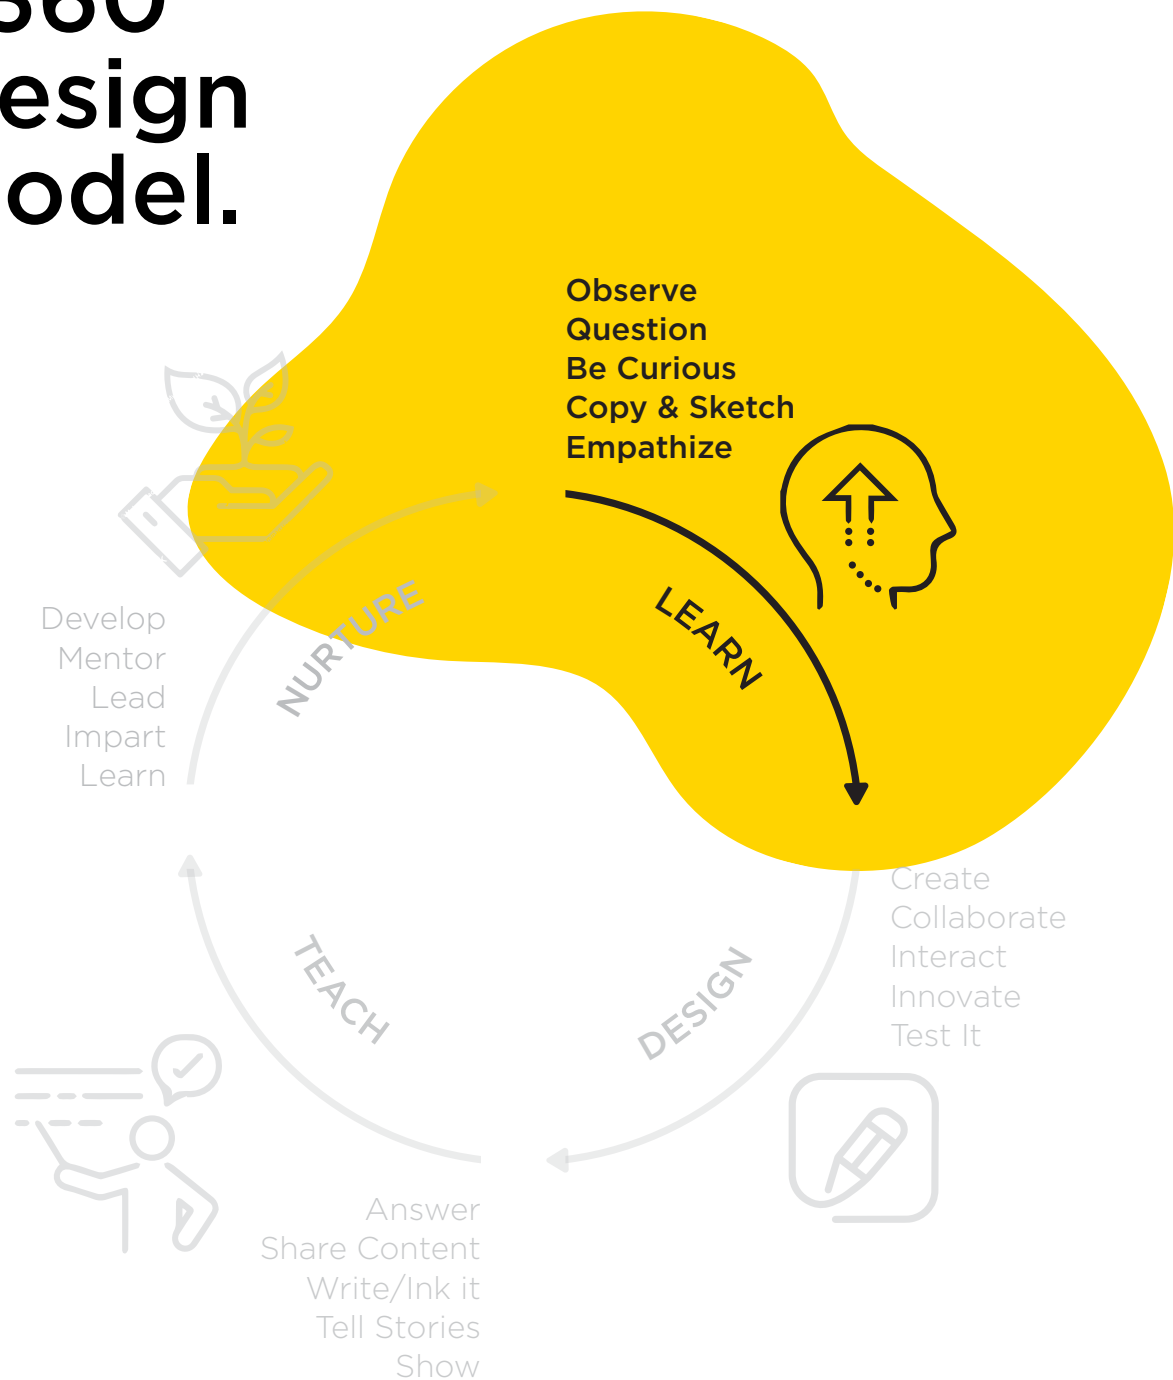 360
esign
odel.
Observe
Question
Be Curious
Copy & Sketch
Empathize
LEARN
NURTURE
Develop
Mentor
Lead
Impart
Learn
Create
Collaborate
Interact
Innovate
Test It
DESIGN
TEACH
Answer
Share Content
Write/Ink it
Tell Stories
Show